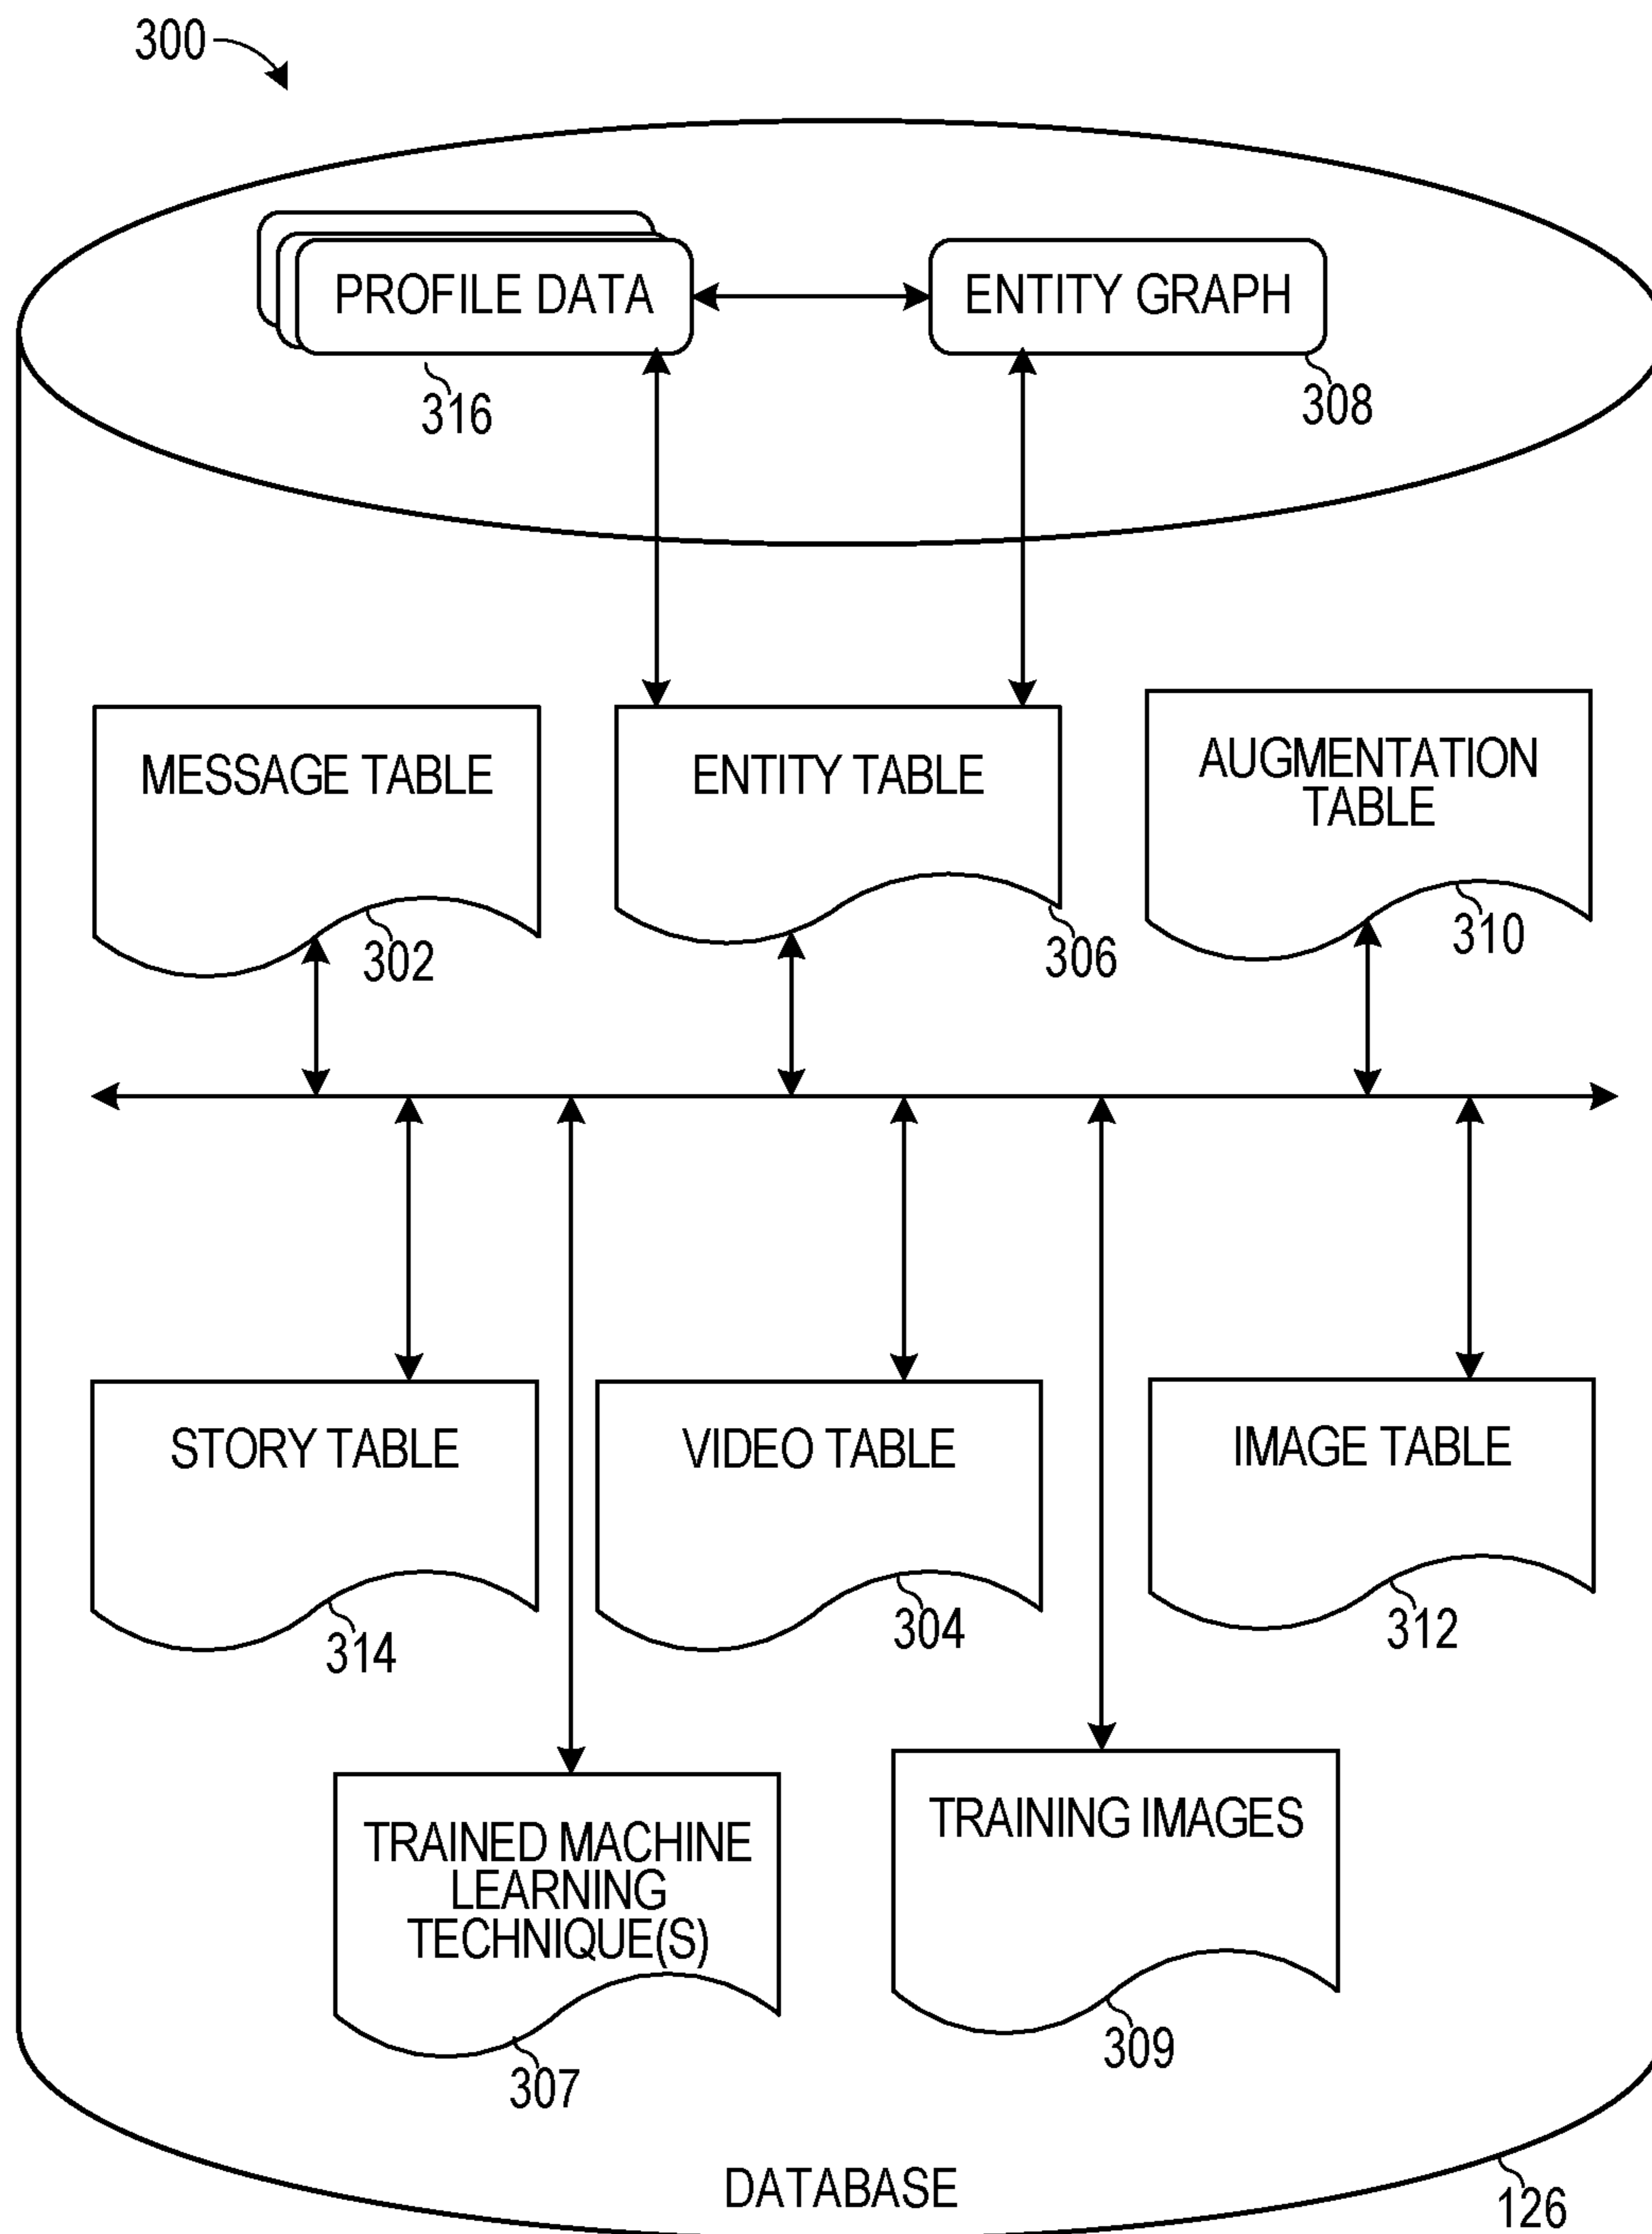 300
PROFILE DATA
ENTITY GRAPH
316
308
MESSAGE TABLE
ENTITY TABLE
AUGMENTATION
TABLE
302
306
310
STORY TABLE
VIDEO TABLE
IMAGE TABLE
314
304
312
TRAINED MACHINE
LEARNING
TECHNIQUE(S)
TRAINING IMAGES
307
309
DATABASE
126